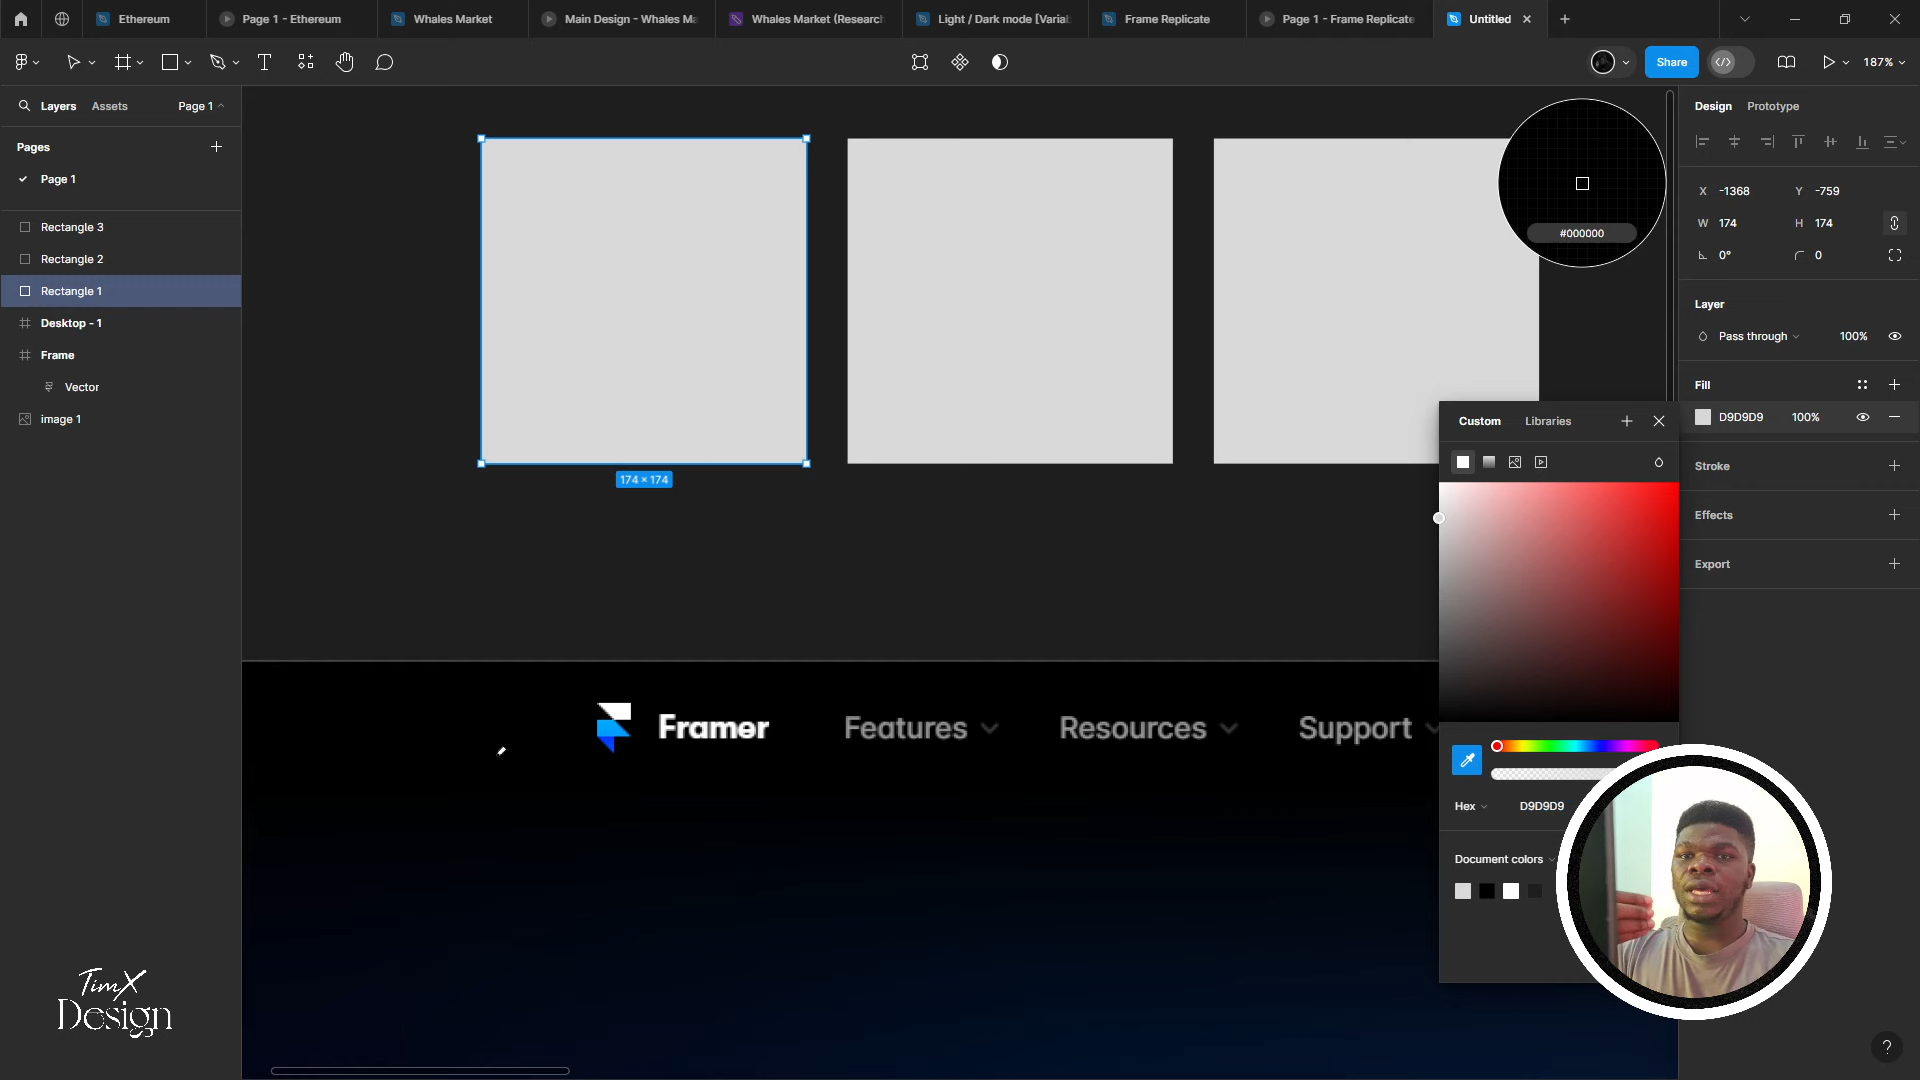 Ethereum
Page 1 - Ethereum
Whales Market
Main Design - Whales Ma
Whales Market (Research
Light / Dark mode [Variab
Frame Replicate
Page 1 - Frame Replicate
Untitled
Share
187%
Layers
Assets
Page 1
Pages
Page 1
Rectangle 3
Rectangle 2
Rectangle 1
Desktop - 1
Frame
Vector
image 1
174 × 174
#000000
Framer
Features
Resources
Support
Design
Prototype
X -1368
Y -759
W 174
H 174
0°
0
Layer
Pass through
100%
Fill
D9D9D9
100%
Stroke
Effects
Export
Custom
Libraries
Hex
D9D9D9
Document colors
TimX
Design
?